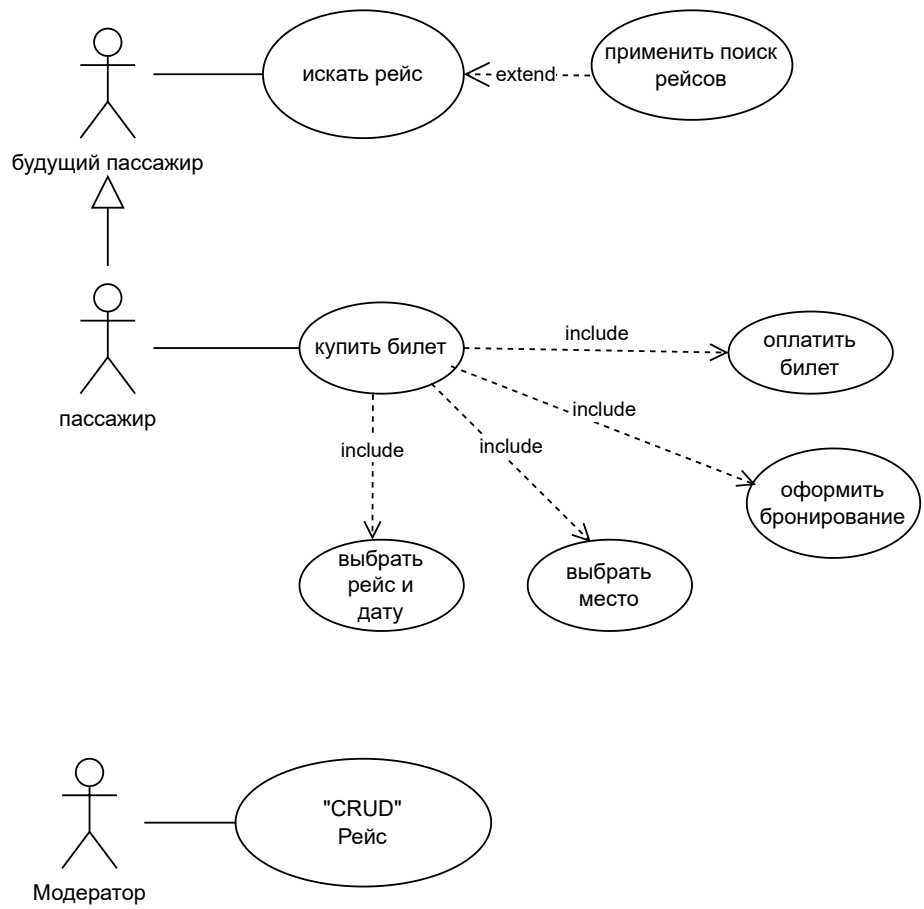 искать рейс
extend
применить поиск
рейсов
будущий пассажир
купить билет
include
оплатить
билет
пассажир
include
include
include
оформить
бронирование
выбрать
рейс и
дату
выбрать
место
"CRUD"
Рейс
Модератор